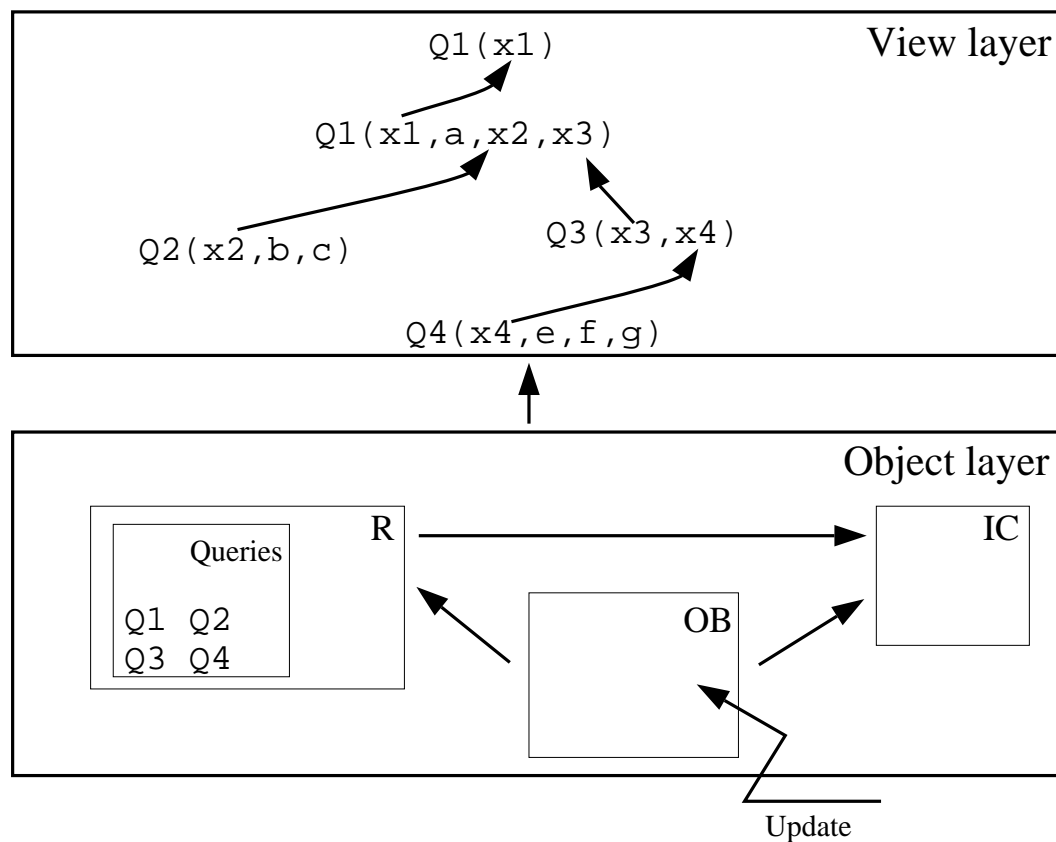 View layer
Q1(x1)
Q1(x1,a,x2,x3)
Q2(x2,b,c)
Q3(x3,x4)
Q4(x4,e,f,g)
Object layer
R
Queries
Q1 Q2
Q3 Q4
OB
IC
Update